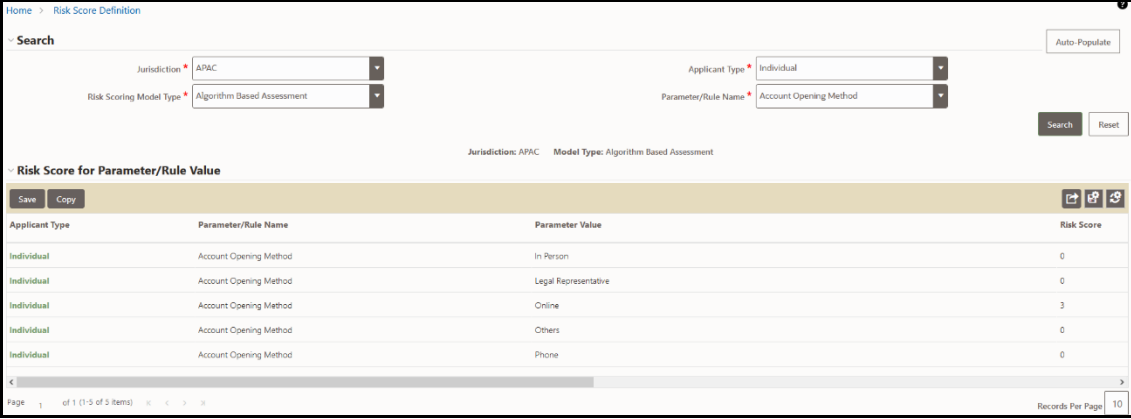 Home > Risk Score Definition
Search
Auto-Populate
Jurisdiction * APAC
Applicant Type * Individual
Risk Scoring Model Type * Algorithm Based Assessment
Parameter/Rule Name * Account Opening Method
Search Reset
Jurisdiction: APAC Model Type: Algorithm Based Assessment
Risk Score for Parameter/Rule Value
Save Copy
Applicant Type Parameter/Rule Name Parameter Value Risk Score
Individual Account Opening Method In Person 0
Individual Account Opening Method Legal Representative 0
Individual Account Opening Method Online 3
Individual Account Opening Method Others 0
Individual Account Opening Method Phone 0
Page 1 of 1 (1-5 of 5 items) Records Per Page 10